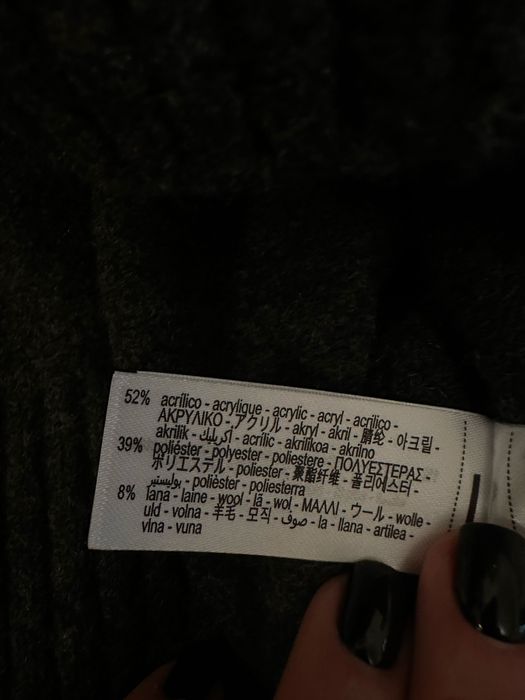 52% acrílico - acrylique - acrylic - acryl - acrilico -
ΑΚΡΥΛΙΚΟ - アクリル - akryl - akril - 腈纶 - 아크릴 -
akrilik - أكريليك - acrílic - akrilikoa - akrilno
39% poliéster - polyester - poliestere - ΠΟΛΥΕΣΤΕΡΑΣ -
ポリエステル - poliester - 聚酯纤维 - 폴리에스터 -
بوليستير - polièster - poliesterra
8% lana - laine - wool - lã - wol - ΜΑΛΛΙ - ウール - wolle -
uld - volna - 羊毛 - 모직 - صوف - la - llana - artilea -
vlna - vuna